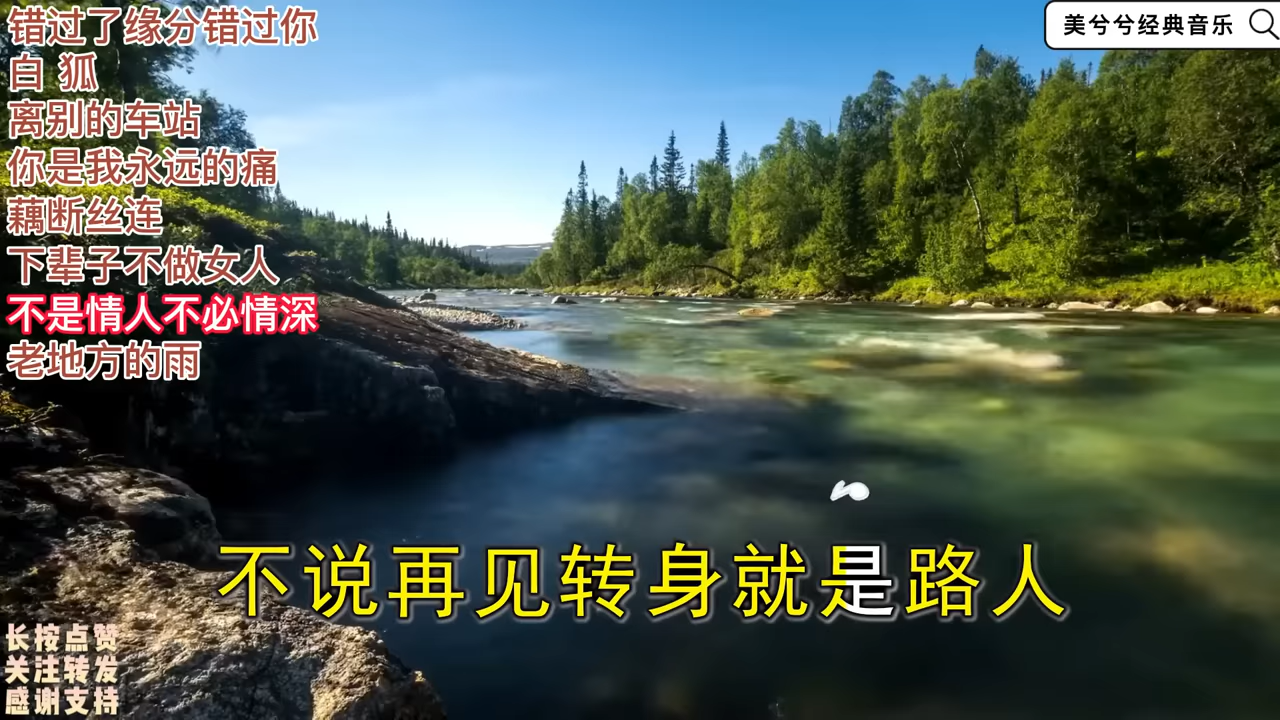 错过了缘分错过你
白 狐
离别的车站
你是我永远的痛
藕断丝连
下辈子不做女人
不是情人不必情深
老地方的雨
美兮兮经典音乐
不说再见转身就是路人
长按点赞
关注转发
感谢支持